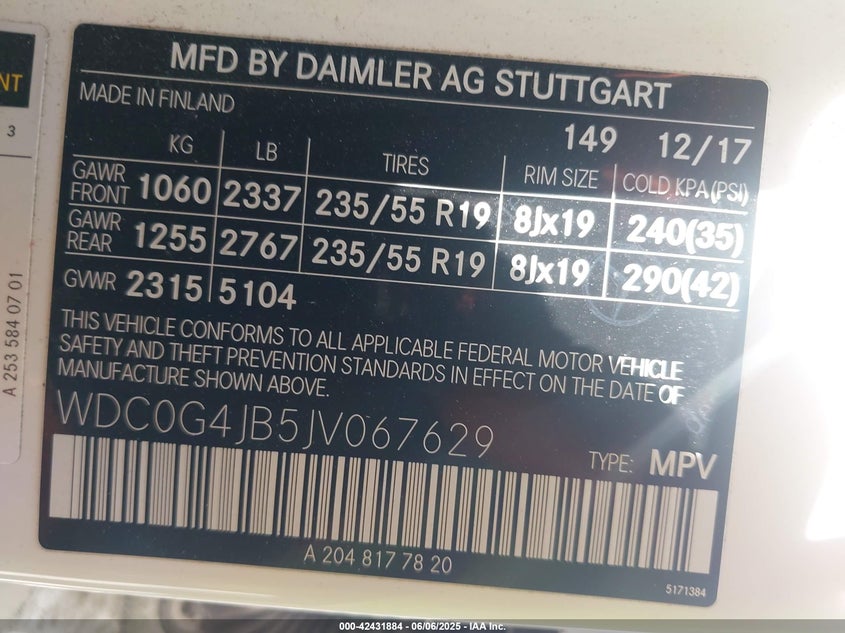 NT
3
A 253 584 07 01
MFD BY DAIMLER AG STUTTGART
MADE IN FINLAND
149 12/17
KG LB TIRES RIM SIZE COLD KPA(PSI)
GAWR FRONT 1060 2337 235/55 R19 8Jx19 240(35)
GAWR REAR 1255 2767 235/55 R19 8Jx19 290(42)
GVWR 2315 5104
THIS VEHICLE CONFORMS TO ALL APPLICABLE FEDERAL MOTOR VEHICLE
SAFETY AND THEFT PREVENTION STANDARDS IN EFFECT ON THE DATE OF
MANUFACTURE SHOWN ABOVE.
WDC0G4JB5JV067629
TYPE: MPV
A 204 817 78 20
5171384
000-42431884 - 06/06/2025 - IAA Inc.